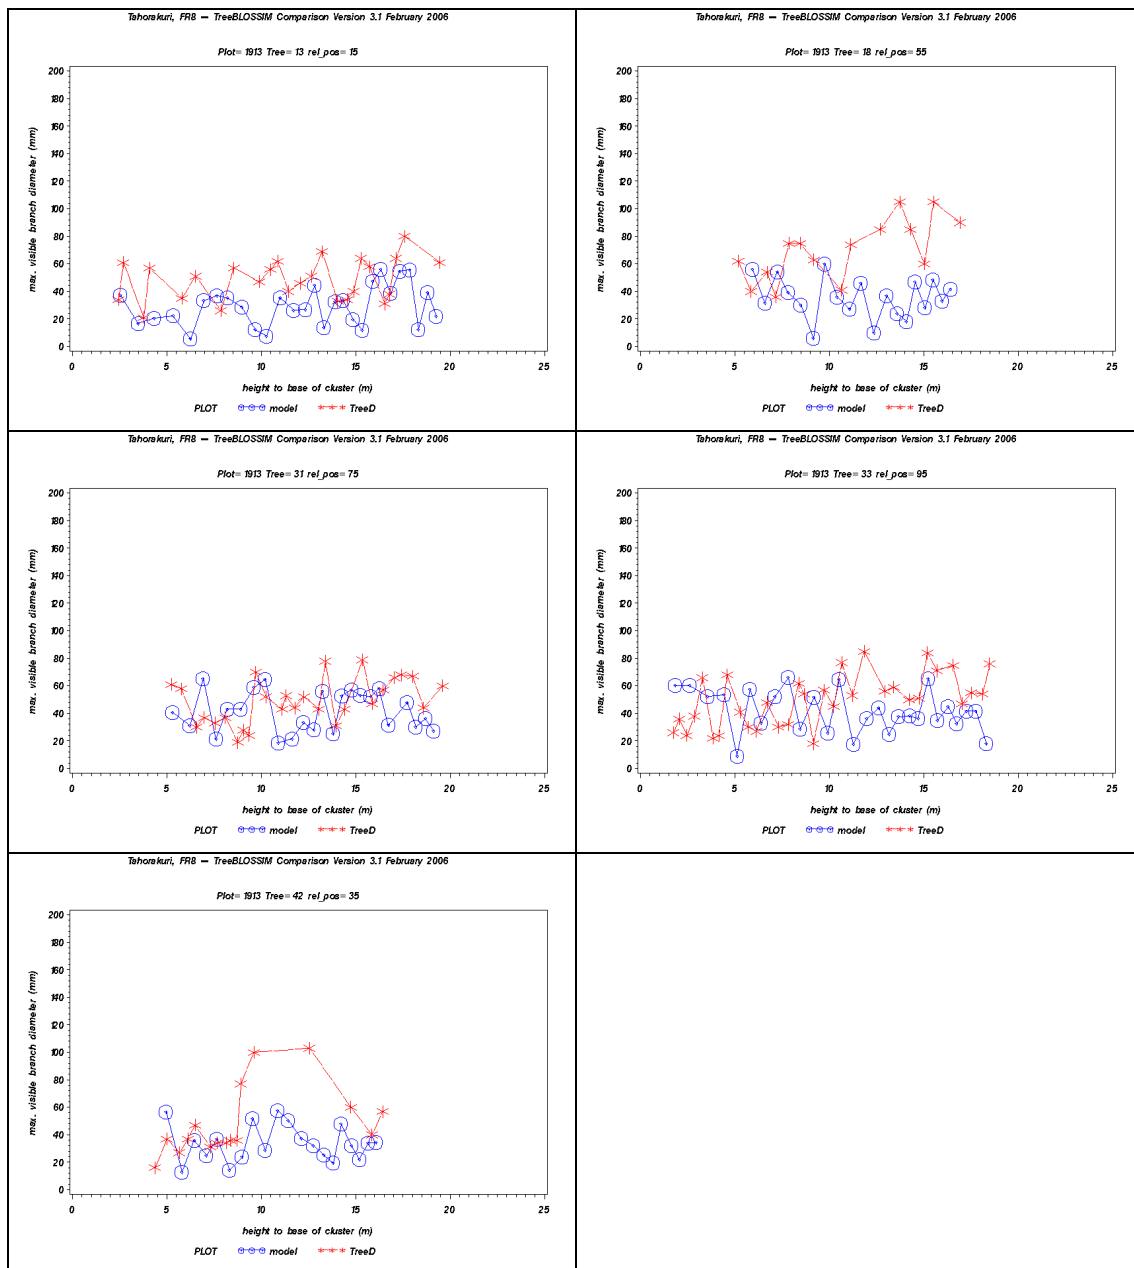 Tahorakuri, FR8 — TreeBLOSSIM Comparison Version 3.1 February 2006
Plot= 1913 Tree= 13 rel_pos= 15
max. visible branch diameter (mm)
200
180
160
140
120
100
80
60
40
20
0
0 5 10 15 20 25
height to base of cluster (m)
PLOT model TreeD
Tahorakuri, FR8 — TreeBLOSSIM Comparison Version 3.1 February 2006
Plot= 1913 Tree= 18 rel_pos= 55
max. visible branch diameter (mm)
200
180
160
140
120
100
80
60
40
20
0
0 5 10 15 20 25
height to base of cluster (m)
PLOT model TreeD
Tahorakuri, FR8 — TreeBLOSSIM Comparison Version 3.1 February 2006
Plot= 1913 Tree= 31 rel_pos= 75
max. visible branch diameter (mm)
200
180
160
140
120
100
80
60
40
20
0
0 5 10 15 20 25
height to base of cluster (m)
PLOT model TreeD
Tahorakuri, FR8 — TreeBLOSSIM Comparison Version 3.1 February 2006
Plot= 1913 Tree= 33 rel_pos= 95
max. visible branch diameter (mm)
200
180
160
140
120
100
80
60
40
20
0
0 5 10 15 20 25
height to base of cluster (m)
PLOT model TreeD
Tahorakuri, FR8 — TreeBLOSSIM Comparison Version 3.1 February 2006
Plot= 1913 Tree= 42 rel_pos= 35
max. visible branch diameter (mm)
200
180
160
140
120
100
80
60
40
20
0
0 5 10 15 20 25
height to base of cluster (m)
PLOT model TreeD